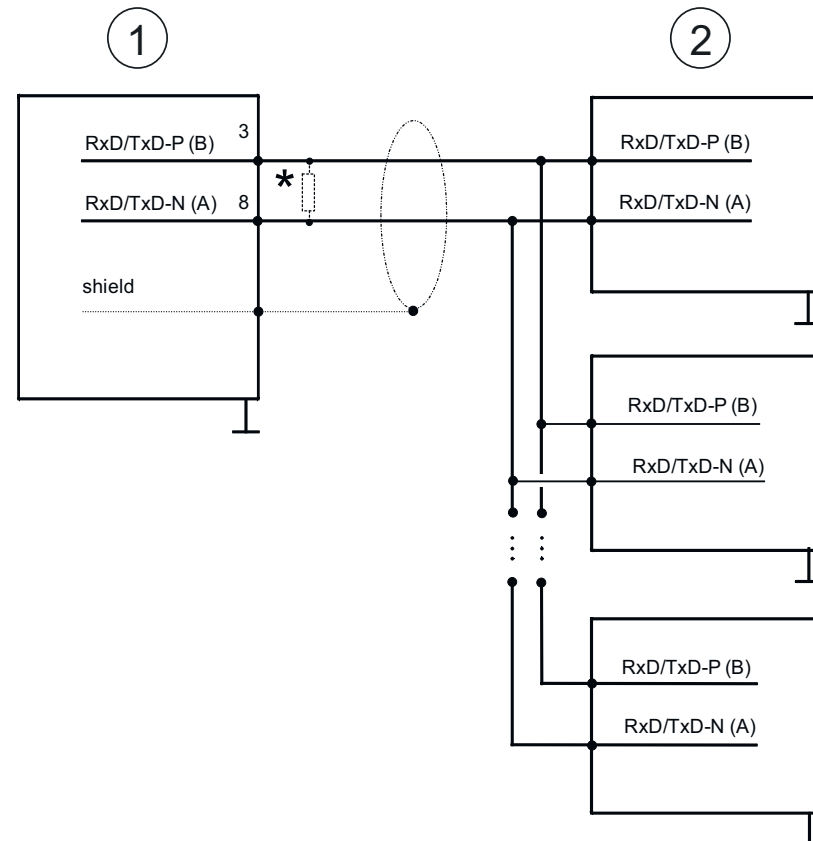 1
2
RxD/TxD-P (B) 3
RxD/TxD-N (A) 8
shield
*
RxD/TxD-P (B)
RxD/TxD-N (A)
RxD/TxD-P (B)
RxD/TxD-N (A)
RxD/TxD-P (B)
RxD/TxD-N (A)